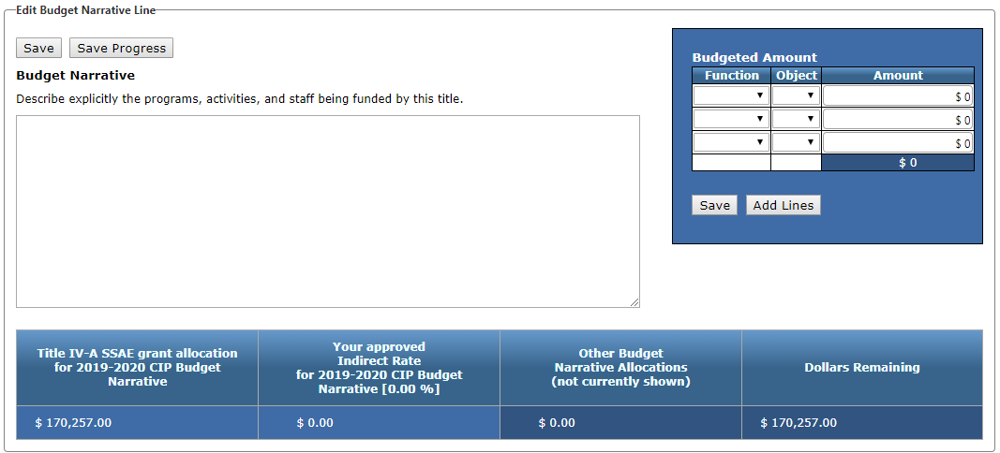 Edit Budget Narrative Line
Save Save Progress
Budget Narrative
Describe explicitly the programs, activities, and staff being funded by this title.
Budgeted Amount
Function Object Amount
$ 0
$ 0
$ 0
$ 0
Save Add Lines
Title IV-A SSAE grant allocation
for 2019-2020 CIP Budget
Narrative
Your approved
Indirect Rate
for 2019-2020 CIP Budget
Narrative [0.00 %]
Other Budget
Narrative Allocations
(not currently shown)
Dollars Remaining
$ 170,257.00 $ 0.00 $ 0.00 $ 170,257.00